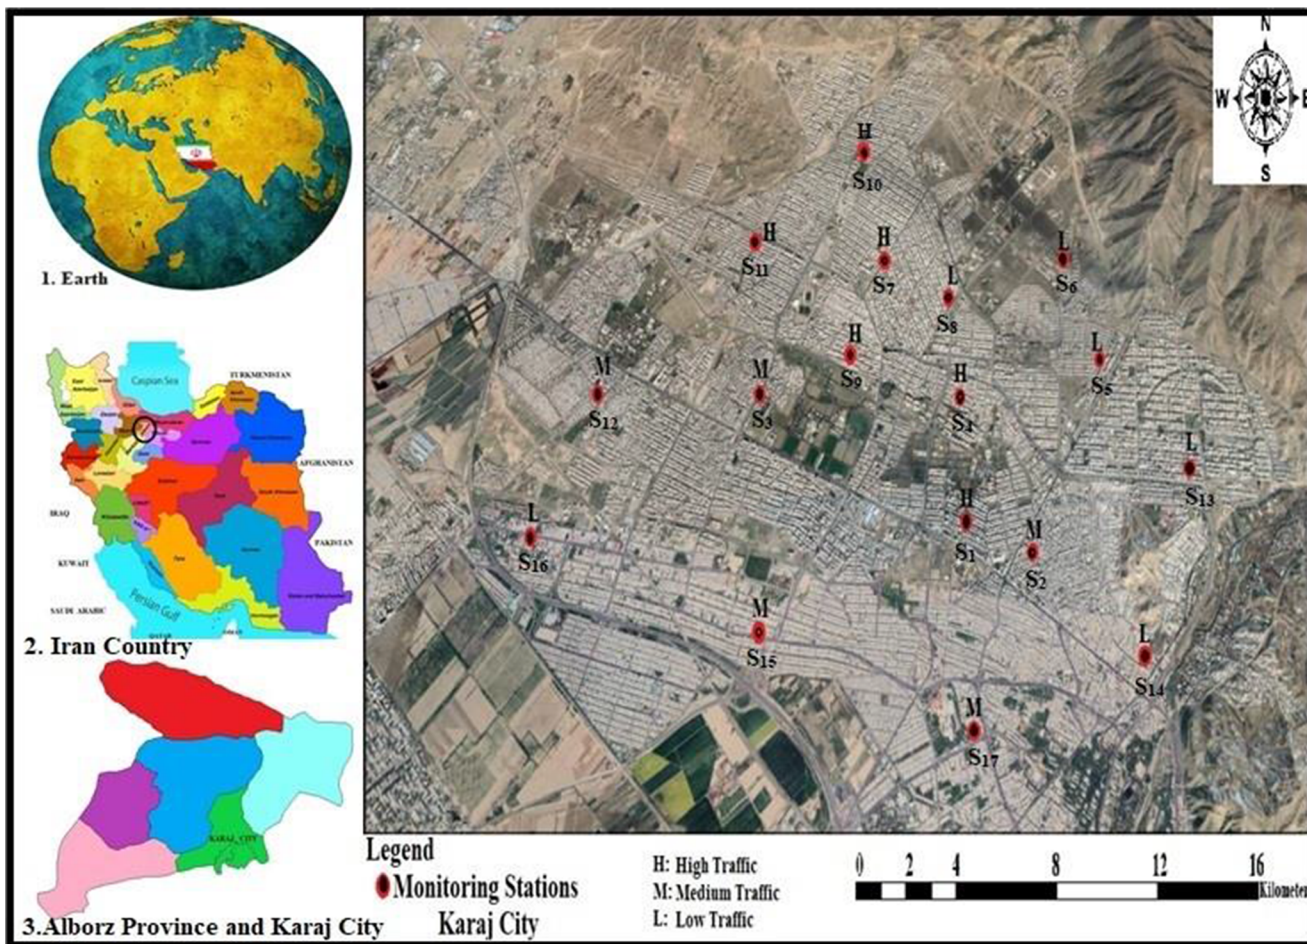 1. Earth
Caspian Sea
TURKMENISTAN
AFGHANISTAN
IRAQ
PAKISTAN
KUWAIT
Persian Gulf
SAUDI ARABIC
QATAR
2. Iran Country
KARAJ_CITY
3.Alborz Province and Karaj City
N
W
E
S
H
S10
H
S11
H
S7
L
S6
L
S8
H
S9
L
S5
M
S12
M
S3
H
S4
L
S13
H
S1
M
S2
L
S16
M
S15
L
S14
M
S17
Legend
Monitoring Stations
Karaj City
H: High Traffic
M: Medium Traffic
L: Low Traffic
0 2 4 8 12 16
Kilometer